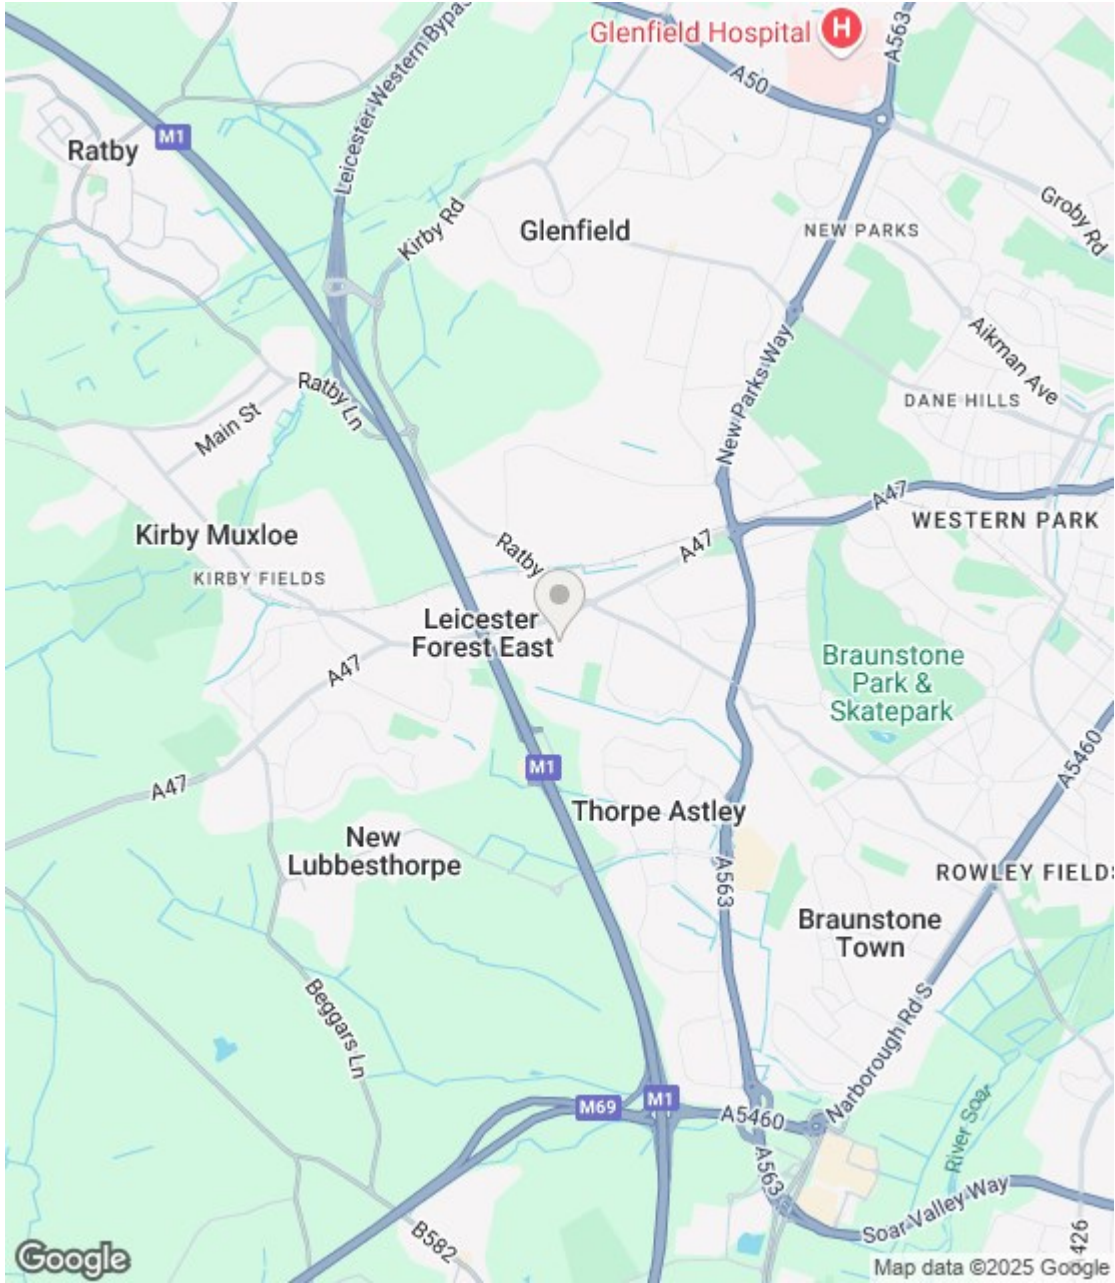 Glenfield Hospital
H
A563
A50
Leicester Western Bypas
M1
Ratby
Kirby Rd
Glenfield
NEW PARKS
Groby Rd
Aikman Ave
New Parks Way
DANE HILLS
Ratby Ln
Main St
A47
WESTERN PARK
Kirby Muxloe
KIRBY FIELDS
Ratby
A47
Leicester
Forest East
A47
Braunstone
Park &
Skatepark
A5460
M1
A47
Thorpe Astley
New
Lubbesthorpe
A563
ROWLEY FIELDS
Braunstone
Town
Beggars Ln
Narborough Rd S
M69
M1
A5460
River Soar
A563
Soar Valley Way
B582
426
Google
Map data ©2025 Google